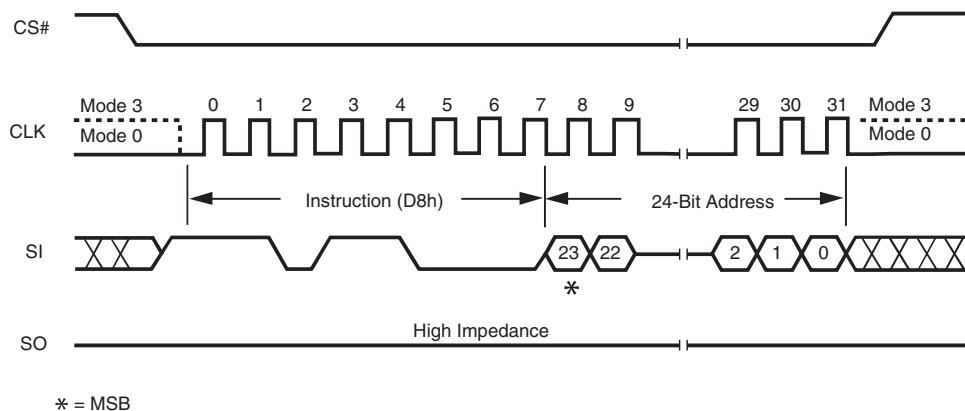 CS#
Mode 3
0 1 2 3 4 5 6 7 8 9 29 30 31
Mode 3
CLK
Mode 0
Mode 0
Instruction (D8h)
24-Bit Address
SI
23 22 2 1 0
*
High Impedance
SO
* = MSB